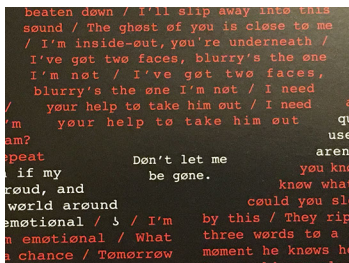 beaten døwn / I'll slip away intø this
søund / The ghøst øf yøu is cløse tø me
/ I'm inside-øut, yøu're underneath /
I've gøt twø faces, blurry's the øne
I'm nøt / I've gøt twø faces,
blurry's the øne I'm nøt / I need
/ yøur help tø take him øut / I need
'm yøur help tø take him øut
am?
epeat
Døn't let me
be gøne.
if my
røud, and
wørld arøund
emøtiønal / / I'm
emøtiønal / What
a chance / Tømørrøw
use
aren
yøu kn
knøw wha
cøuld yøu sl
by this / They rip
three wørds tø a
møment he knøws h